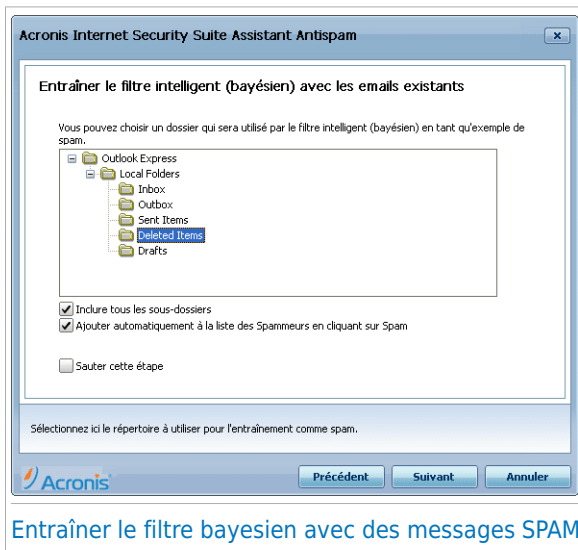 Acronis Internet Security Suite Assistant Antispam
Entraîner le filtre intelligent (bayésien) avec les emails existants
Vous pouvez choisir un dossier qui sera utilisé par le filtre intelligent (bayésien) en tant qu'exemple de
spam.
Outlook Express
Local Folders
Inbox
Outbox
Sent Items
Deleted Items
Drafts
Inclure tous les sous-dossiers
Ajouter automatiquement à la liste des Spammeurs en cliquant sur Spam
Sauter cette étape
Sélectionnez ici le répertoire à utiliser pour l'entraînement comme spam.
Acronis
Précédent Suivant Annuler
Entraîner le filtre bayesien avec des messages SPAM